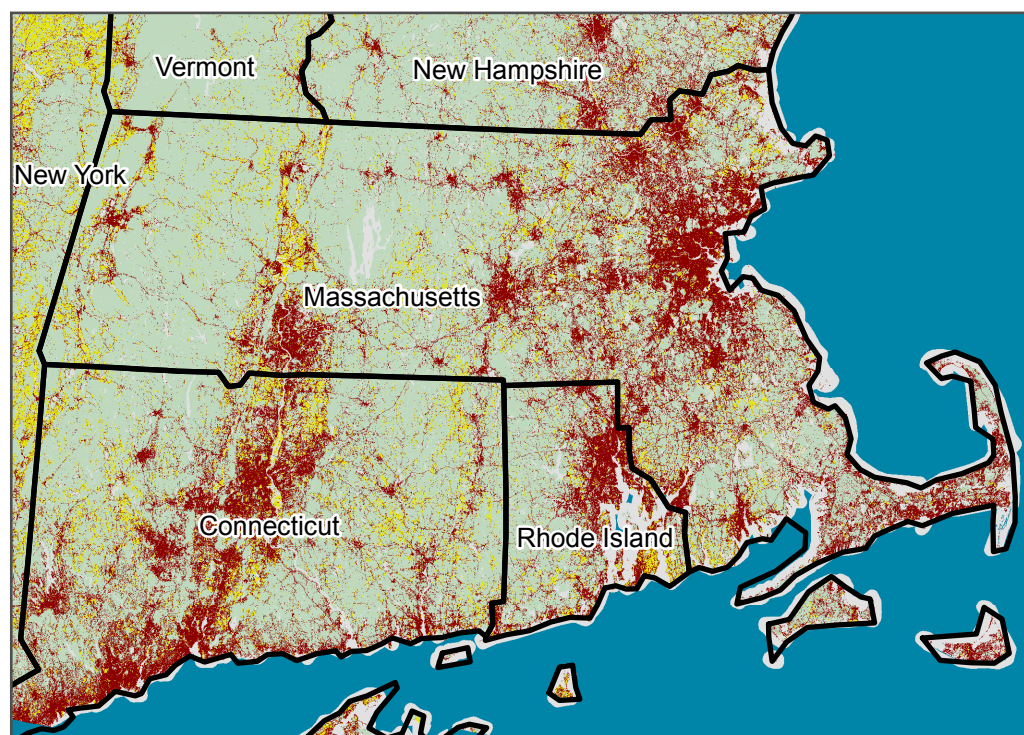 Vermont
New Hampshire
New York
Massachusetts
Connecticut
Rhode Island